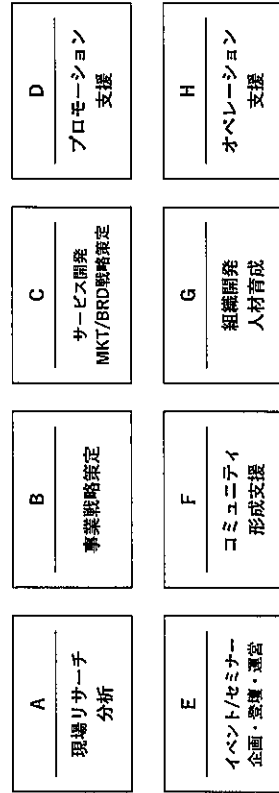 A
現場リサーチ
分析
B
事業戦略策定
C
サービス開発
MKT/BRD戦略策定
D
プロモーション
支援
E
イベント/セミナー
企画・登壇・運営
F
コミュニティ
形成支援
G
組織開発
人材育成
H
オペレーション
支援